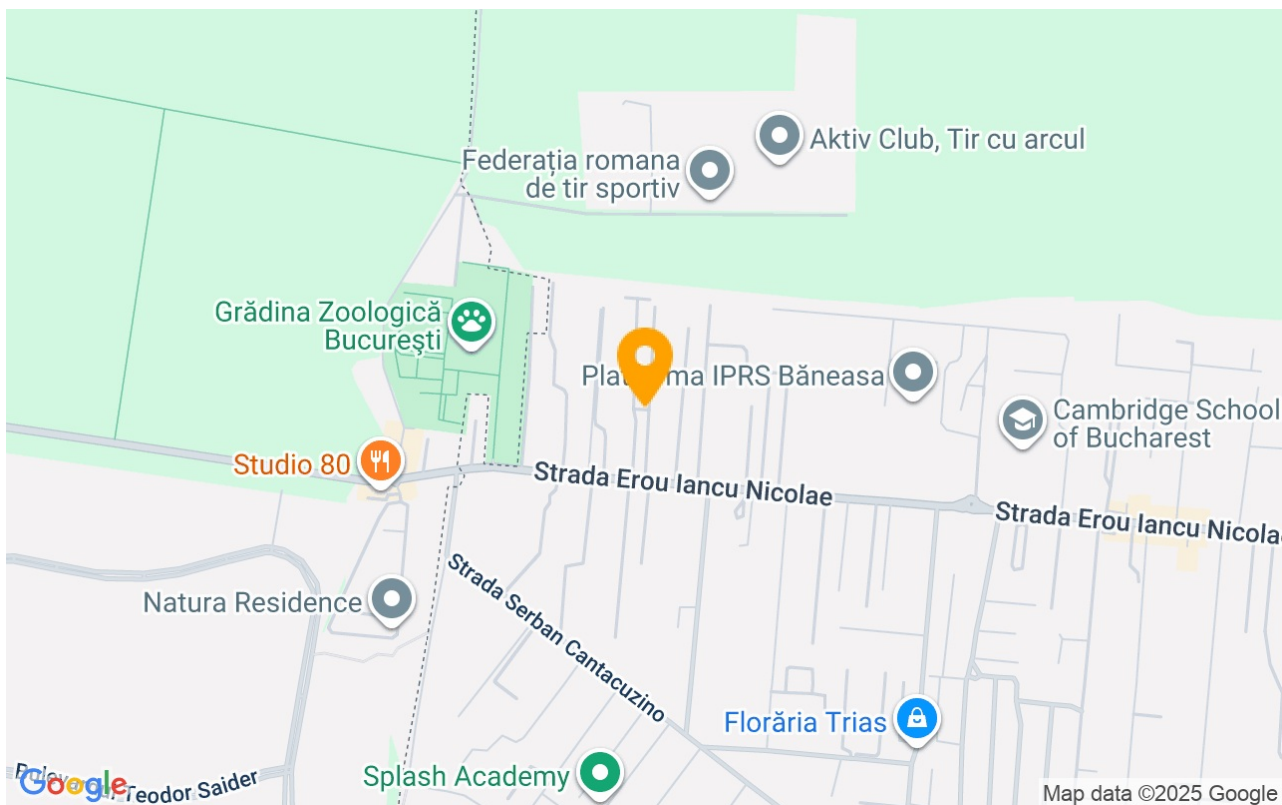 Aktiv Club, Tir cu arcul
Federația romana
de tir sportiv
Grădina Zoologică
București
IPRS Băneasa
Cambridge School
of Bucharest
Studio 80
Strada Erou Iancu Nicolae
Strada Erou Iancu Nicola
Natura Residence
Strada Serban Cantacuzino
Florăria Trias
Splash Academy
Teodor Saider
Google
Map data ©2025 Google